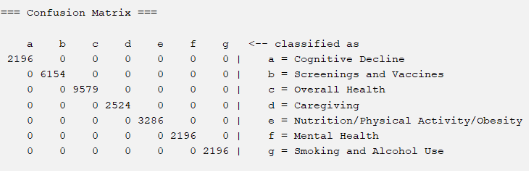 === Confusion Matrix ===
a b c d e f g <-- classified as
2196 0 0 0 0 0 0 | a = Cognitive Decline
0 6154 0 0 0 0 0 | b = Screenings and Vaccines
0 0 9579 0 0 0 0 | c = Overall Health
0 0 0 2524 0 0 0 | d = Caregiving
0 0 0 0 3286 0 0 | e = Nutrition/Physical Activity/Obesity
0 0 0 0 0 2196 0 | f = Mental Health
0 0 0 0 0 0 2196 | g = Smoking and Alcohol Use